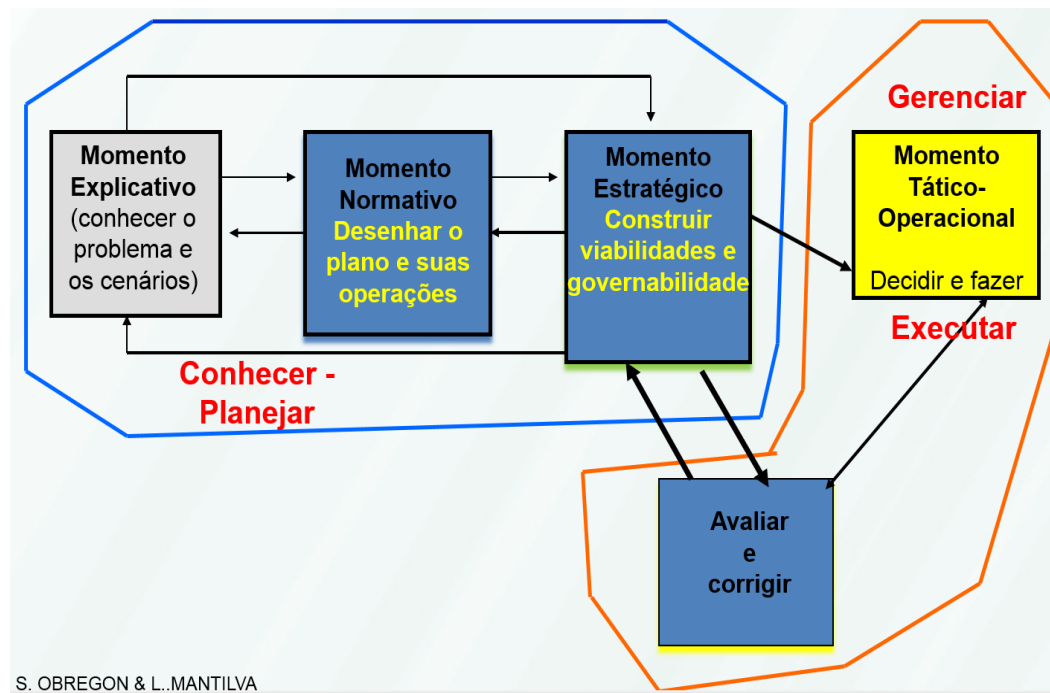 Momento
Explicativo
(conhecer o
problema e
os cenários)
Momento
Normativo
Desenhar o
plano e suas
operações
Momento
Estratégico
Construir
viabilidades e
governabilidade
Gerenciar
Momento
Tático-
Operacional
Decidir e fazer
Executar
Conhecer -
Planejar
Avaliar
e
corrigir
S. OBREGON & L..MANTILVA